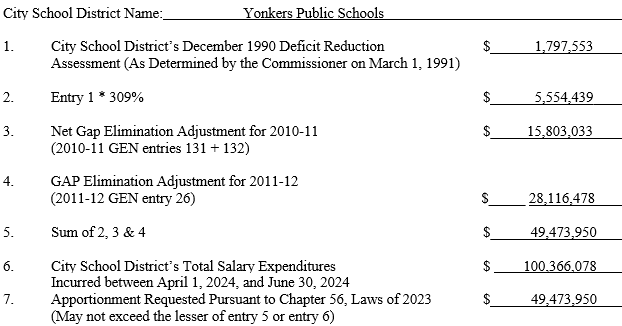 City School District Name: Yonkers Public Schools
1. City School District's December 1990 Deficit Reduction $ 1,797,553
Assessment (As Determined by the Commissioner on March 1, 1991)
2. Entry 1 * 309% $ 5,554,439
3. Net Gap Elimination Adjustment for 2010-11 $ 15,803,033
(2010-11 GEN entries 131 + 132)
4. GAP Elimination Adjustment for 2011-12
(2011-12 GEN entry 26) $ 28,116,478
5. Sum of 2, 3 & 4 $ 49,473,950
6. City School District's Total Salary Expenditures $ 100,366,078
Incurred between April 1, 2024, and June 30, 2024
7. Apportionment Requested Pursuant to Chapter 56, Laws of 2023 $ 49,473,950
(May not exceed the lesser of entry 5 or entry 6)